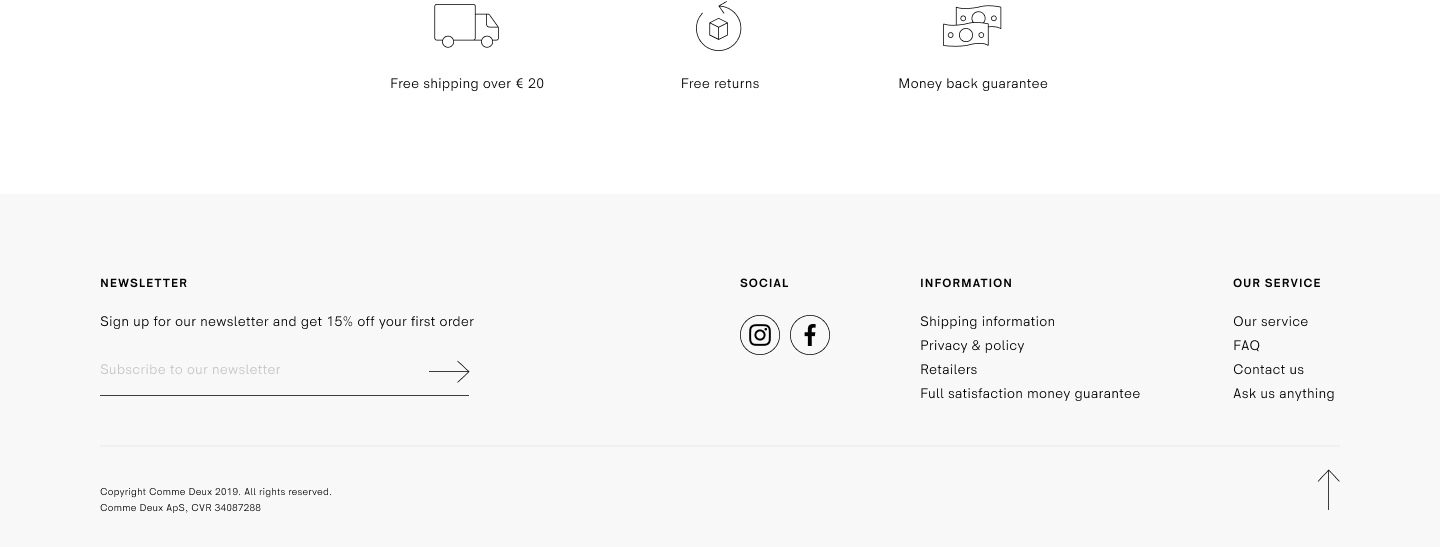 Free shipping over € 20
Free returns
Money back guarantee
NEWSLETTER
Sign up for our newsletter and get 15% off your first order
Subscribe to our newsletter
SOCIAL
INFORMATION
Shipping information
Privacy & policy
Retailers
Full satisfaction money guarantee
OUR SERVICE
Our service
FAQ
Contact us
Ask us anything
Copyright Comme Deux 2019. All rights reserved.
Comme Deux ApS, CVR 34087288